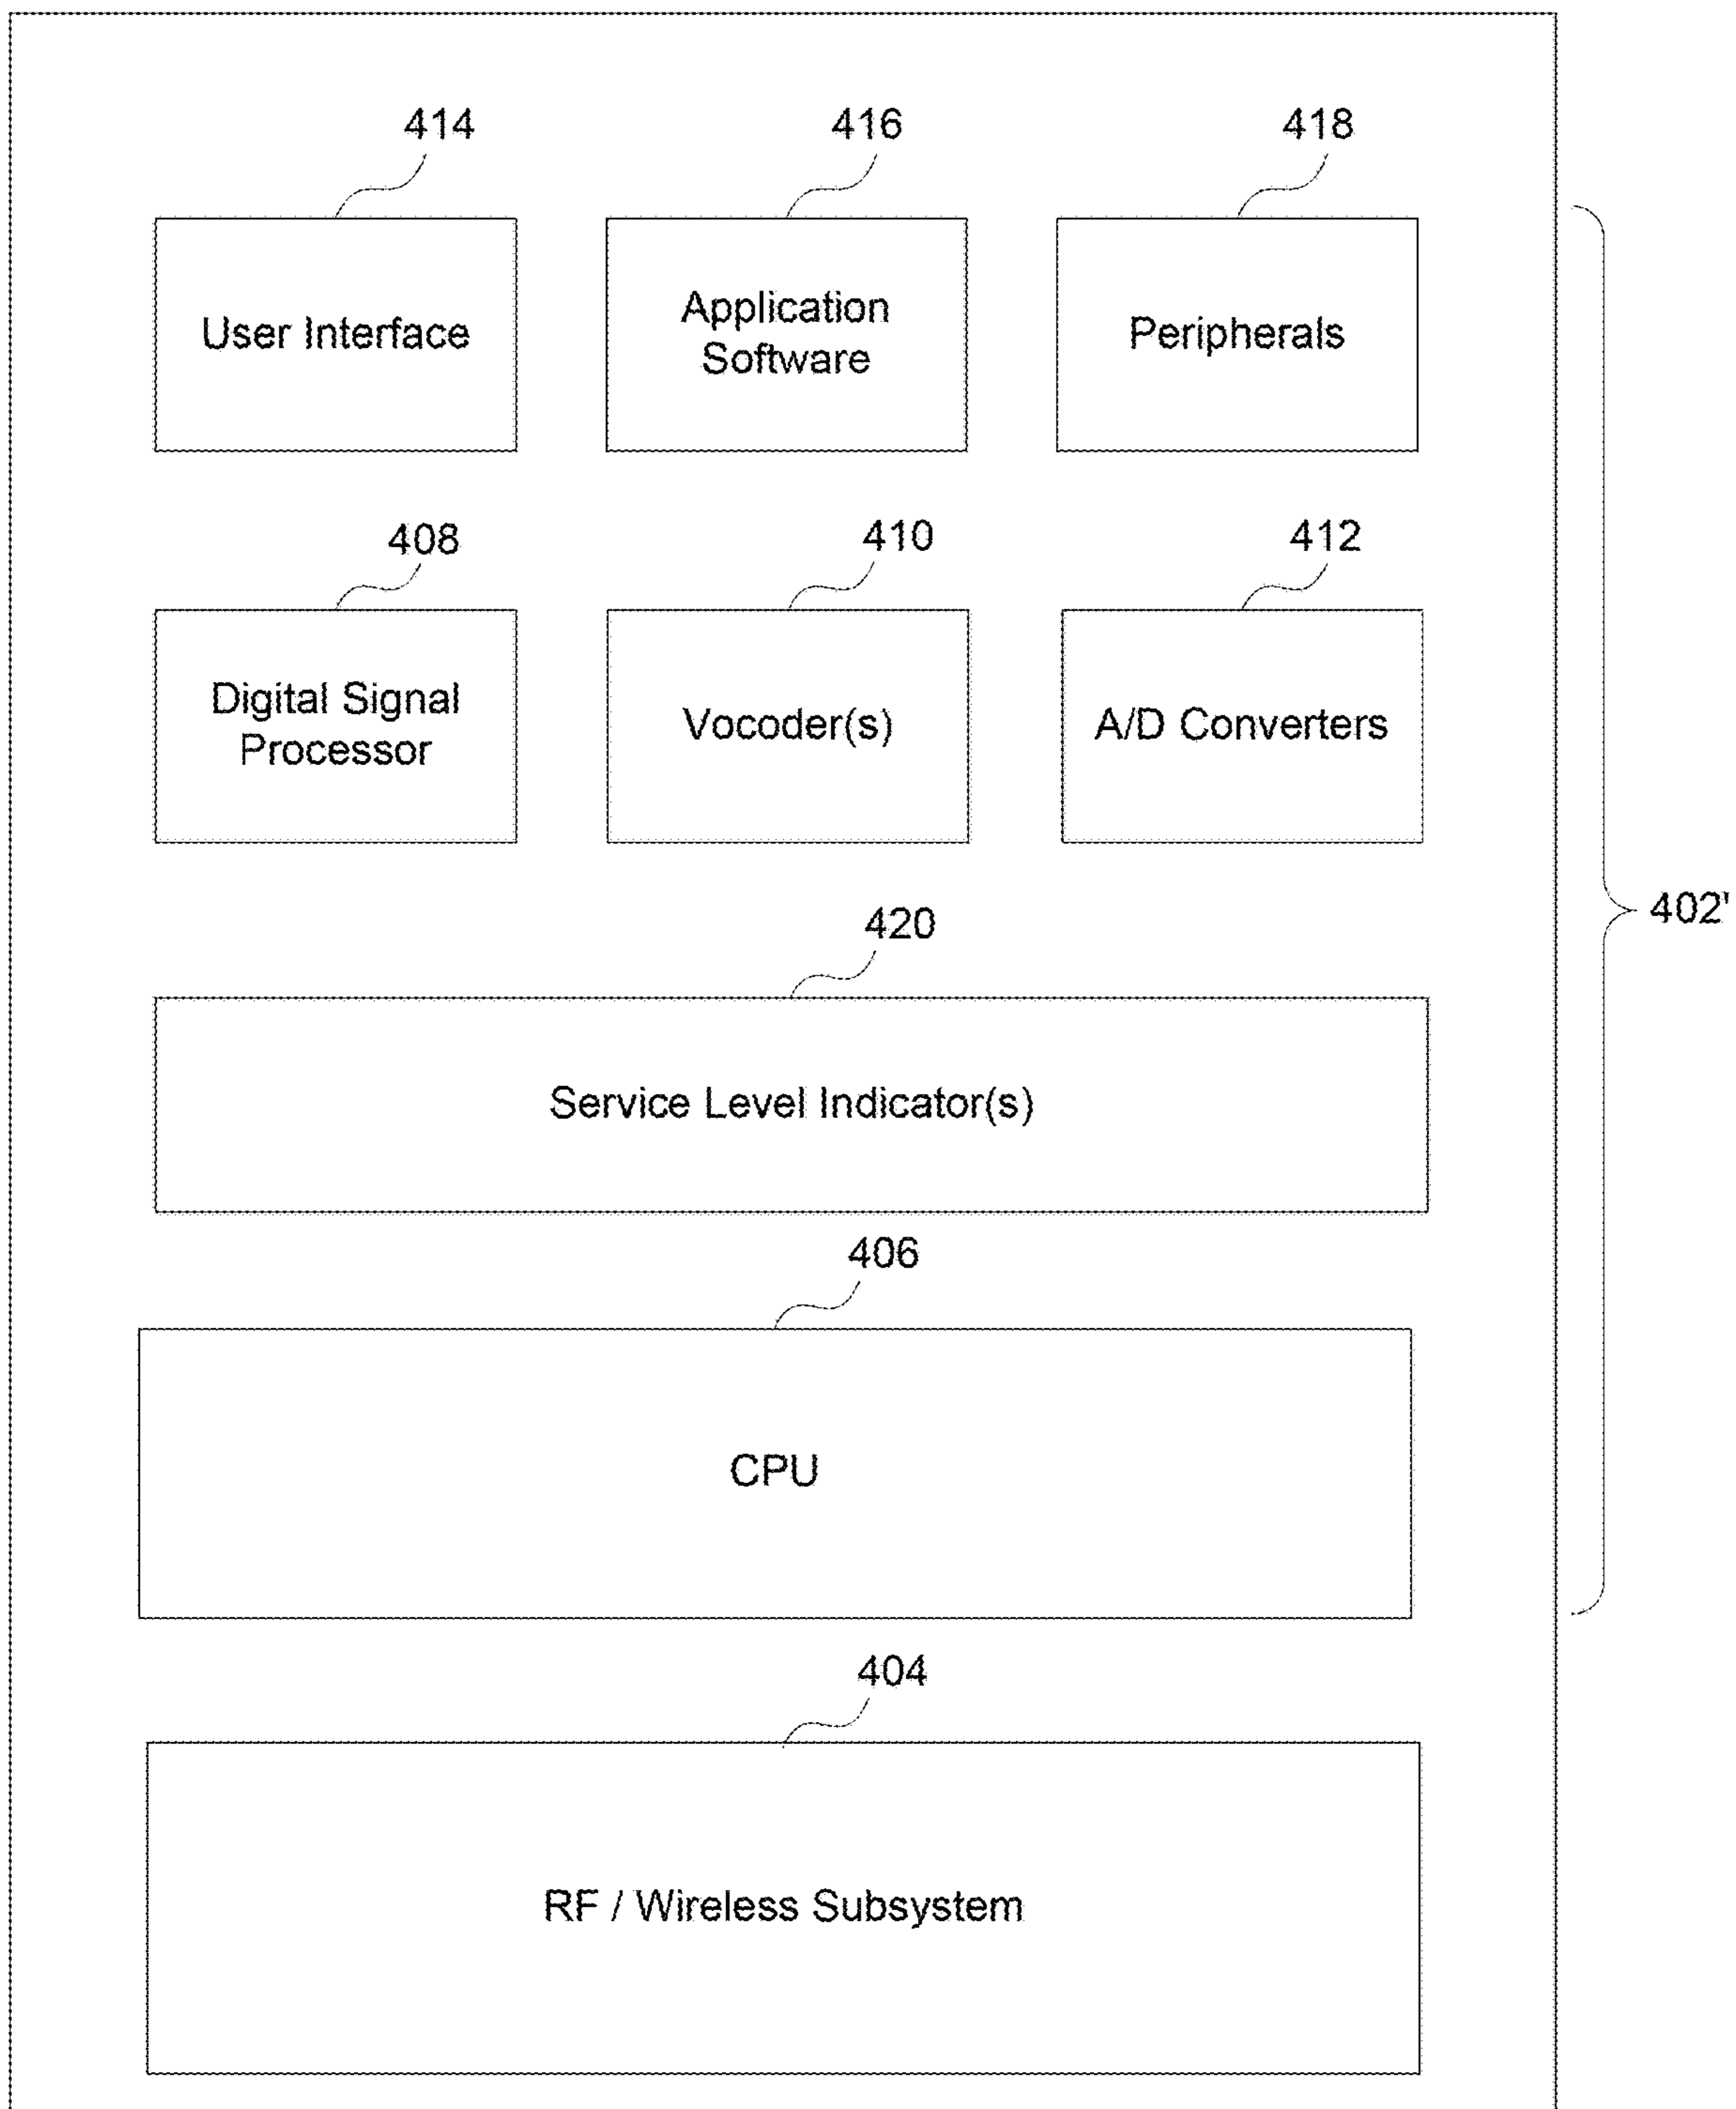 414
416
418
User Interface
Application
Software
Peripherals
408
410
412
Digital Signal
Processor
Vocoder(s)
A/D Converters
402'
420
Service Level Indicator(s)
406
CPU
404
RF / Wireless Subsystem